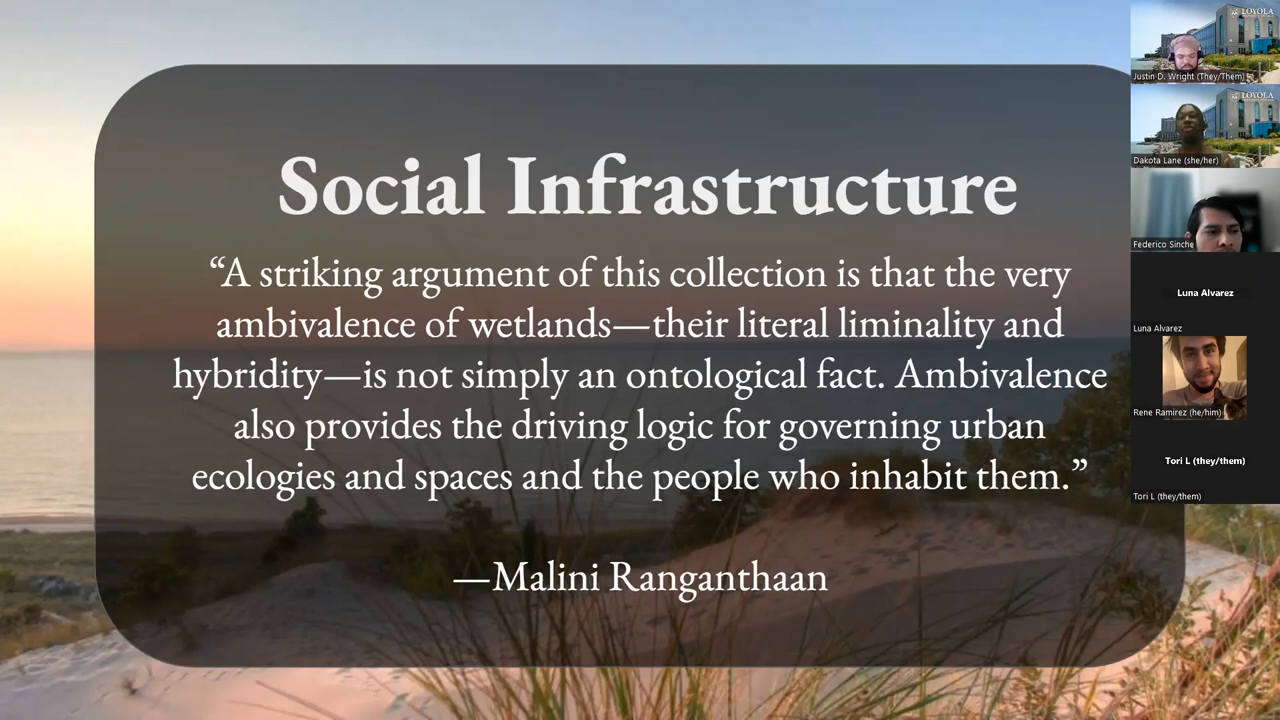 Social Infrastructure
“A striking argument of this collection is that the very
ambivalence of wetlands—their literal liminality and
hybridity—is not simply an ontological fact. Ambivalence
also provides the driving logic for governing urban
ecologies and spaces and the people who inhabit them.”
—Malini Ranganthaan
LOYOLA
Justin D. Wright (They/Them)
LOYOLA
Dakota Lane (she/her)
Federico Sinche
Luna Alvarez
Luna Alvarez
Rene Ramirez (he/him)
Tori L (they/them)
Tori L (they/them)